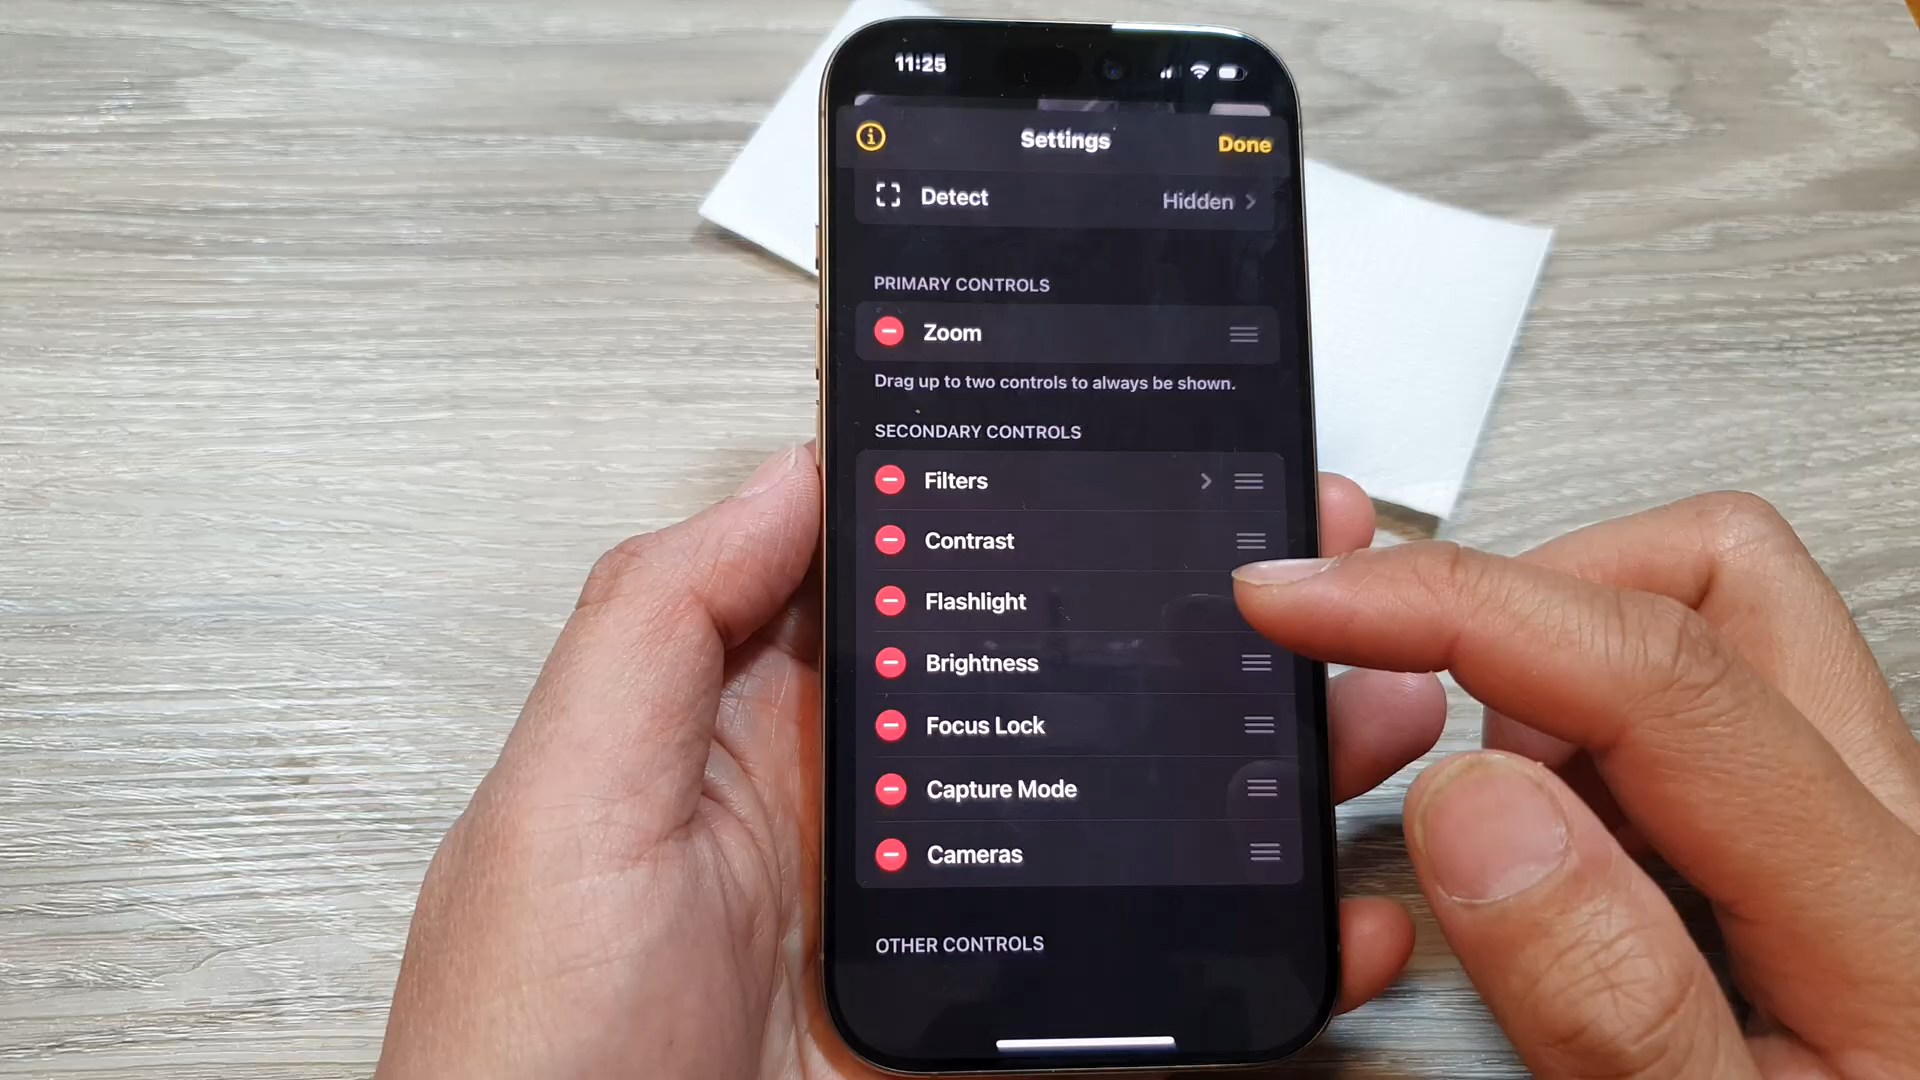 11:25
Settings
Done
Detect
Hidden
PRIMARY CONTROLS
Zoom
Drag up to two controls to always be shown.
SECONDARY CONTROLS
Filters
Contrast
Flashlight
Brightness
Focus Lock
Capture Mode
Cameras
OTHER CONTROLS